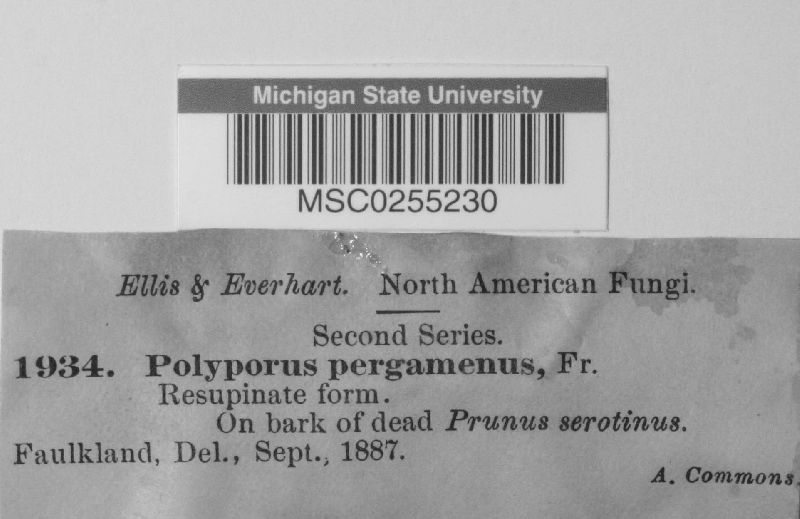 Michigan State University
MSC0255230
Ellis & Everhart. North American Fungi.
Second Series.
1934. Polyporus pergamenus, Fr.
Resupinate form.
On bark of dead Prunus serotinus.
Faulkland, Del., Sept., 1887.
A. Commons.